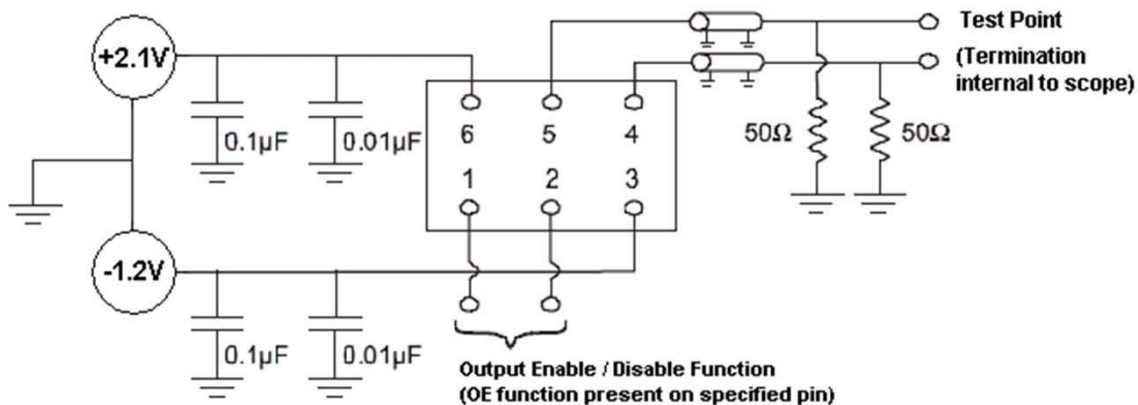 +2.1V
0.1µF
0.01µF
6
5
4
1
2
3
Test Point
(Termination
internal to scope)
50Ω
50Ω
-1.2V
0.1µF
0.01µF
Output Enable / Disable Function
(OE function present on specified pin)